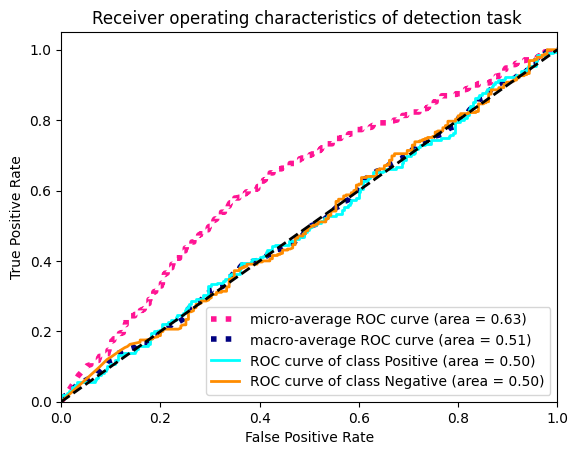 Receiver operating characteristics of detection task
True Positive Rate
1.0
0.8
0.6
0.4
0.2
0.0
micro-average ROC curve (area = 0.63)
macro-average ROC curve (area = 0.51)
ROC curve of class Positive (area = 0.50)
ROC curve of class Negative (area = 0.50)
0.0 0.2 0.4 0.6 0.8 1.0
False Positive Rate